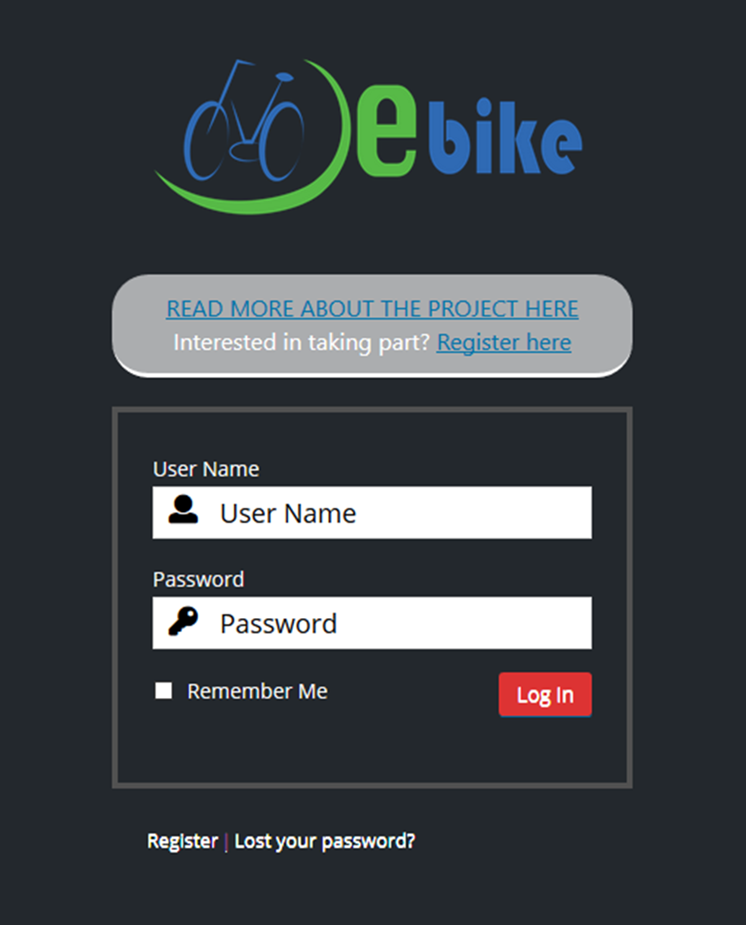 ebike
READ MORE ABOUT THE PROJECT HERE
Interested in taking part? Register here
User Name
User Name
Password
Password
Remember Me
Log In
Register | Lost your password?